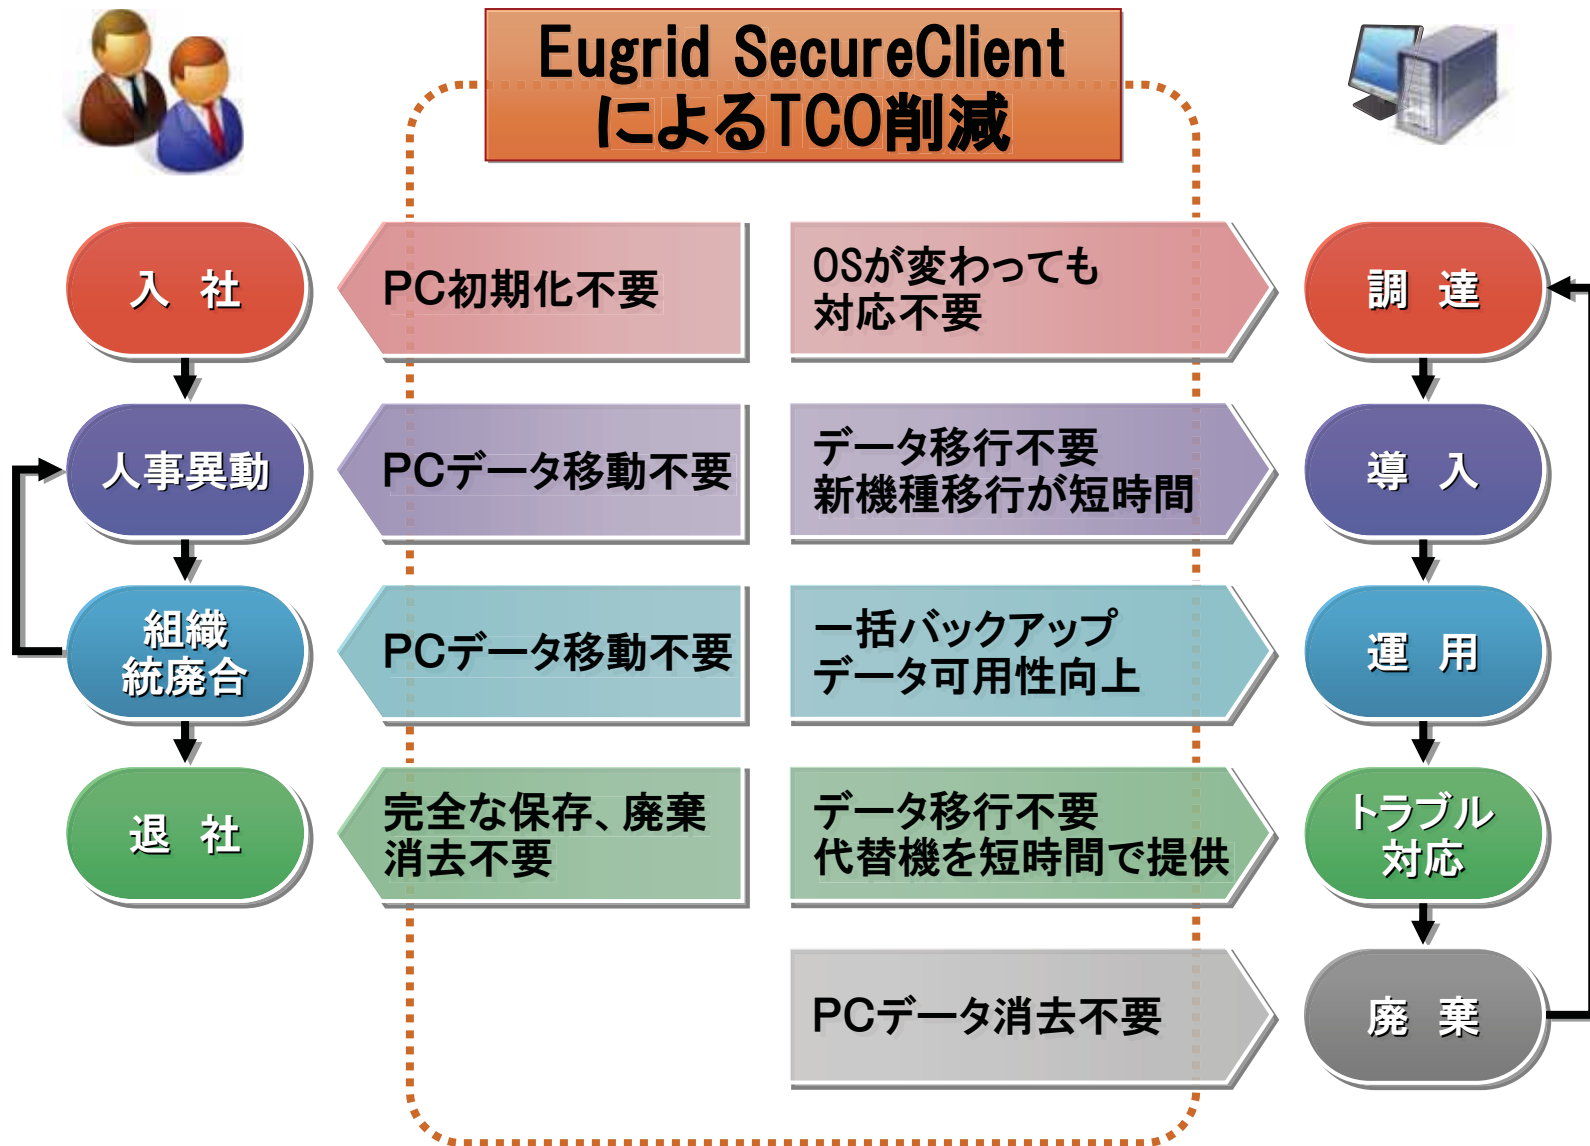 Eugrid SecureClient
によるTCO削減
入 社
PC初期化不要
OSが変わっても
対応不要
調 達
人事異動
PCデータ移動不要
データ移行不要
新機種移行が短時間
導 入
組織
統廃合
PCデータ移動不要
一括バックアップ
データ可用性向上
運 用
退 社
完全な保存、廃棄
消去不要
データ移行不要
代替機を短時間で提供
トラブル
対応
PCデータ消去不要
廃 棄